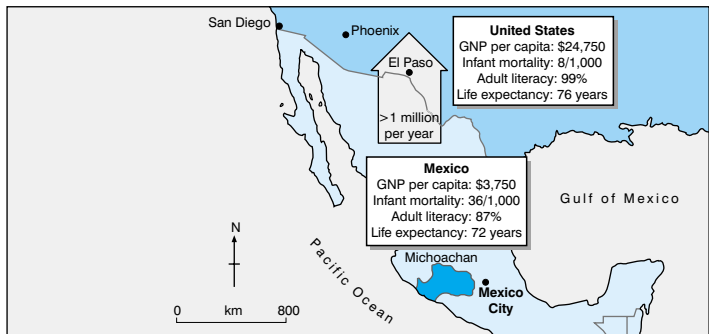 San Diego
Phoenix
El Paso
>1 million
per year
United States
GNP per capita: $24,750
Infant mortality: 8/1,000
Adult literacy: 99%
Life expectancy: 76 years
Mexico
GNP per capita: $3,750
Infant mortality: 36/1,000
Adult literacy: 87%
Life expectancy: 72 years
Gulf of Mexico
Pacific Ocean
Michoachan
Mexico
City
N
0 km 800